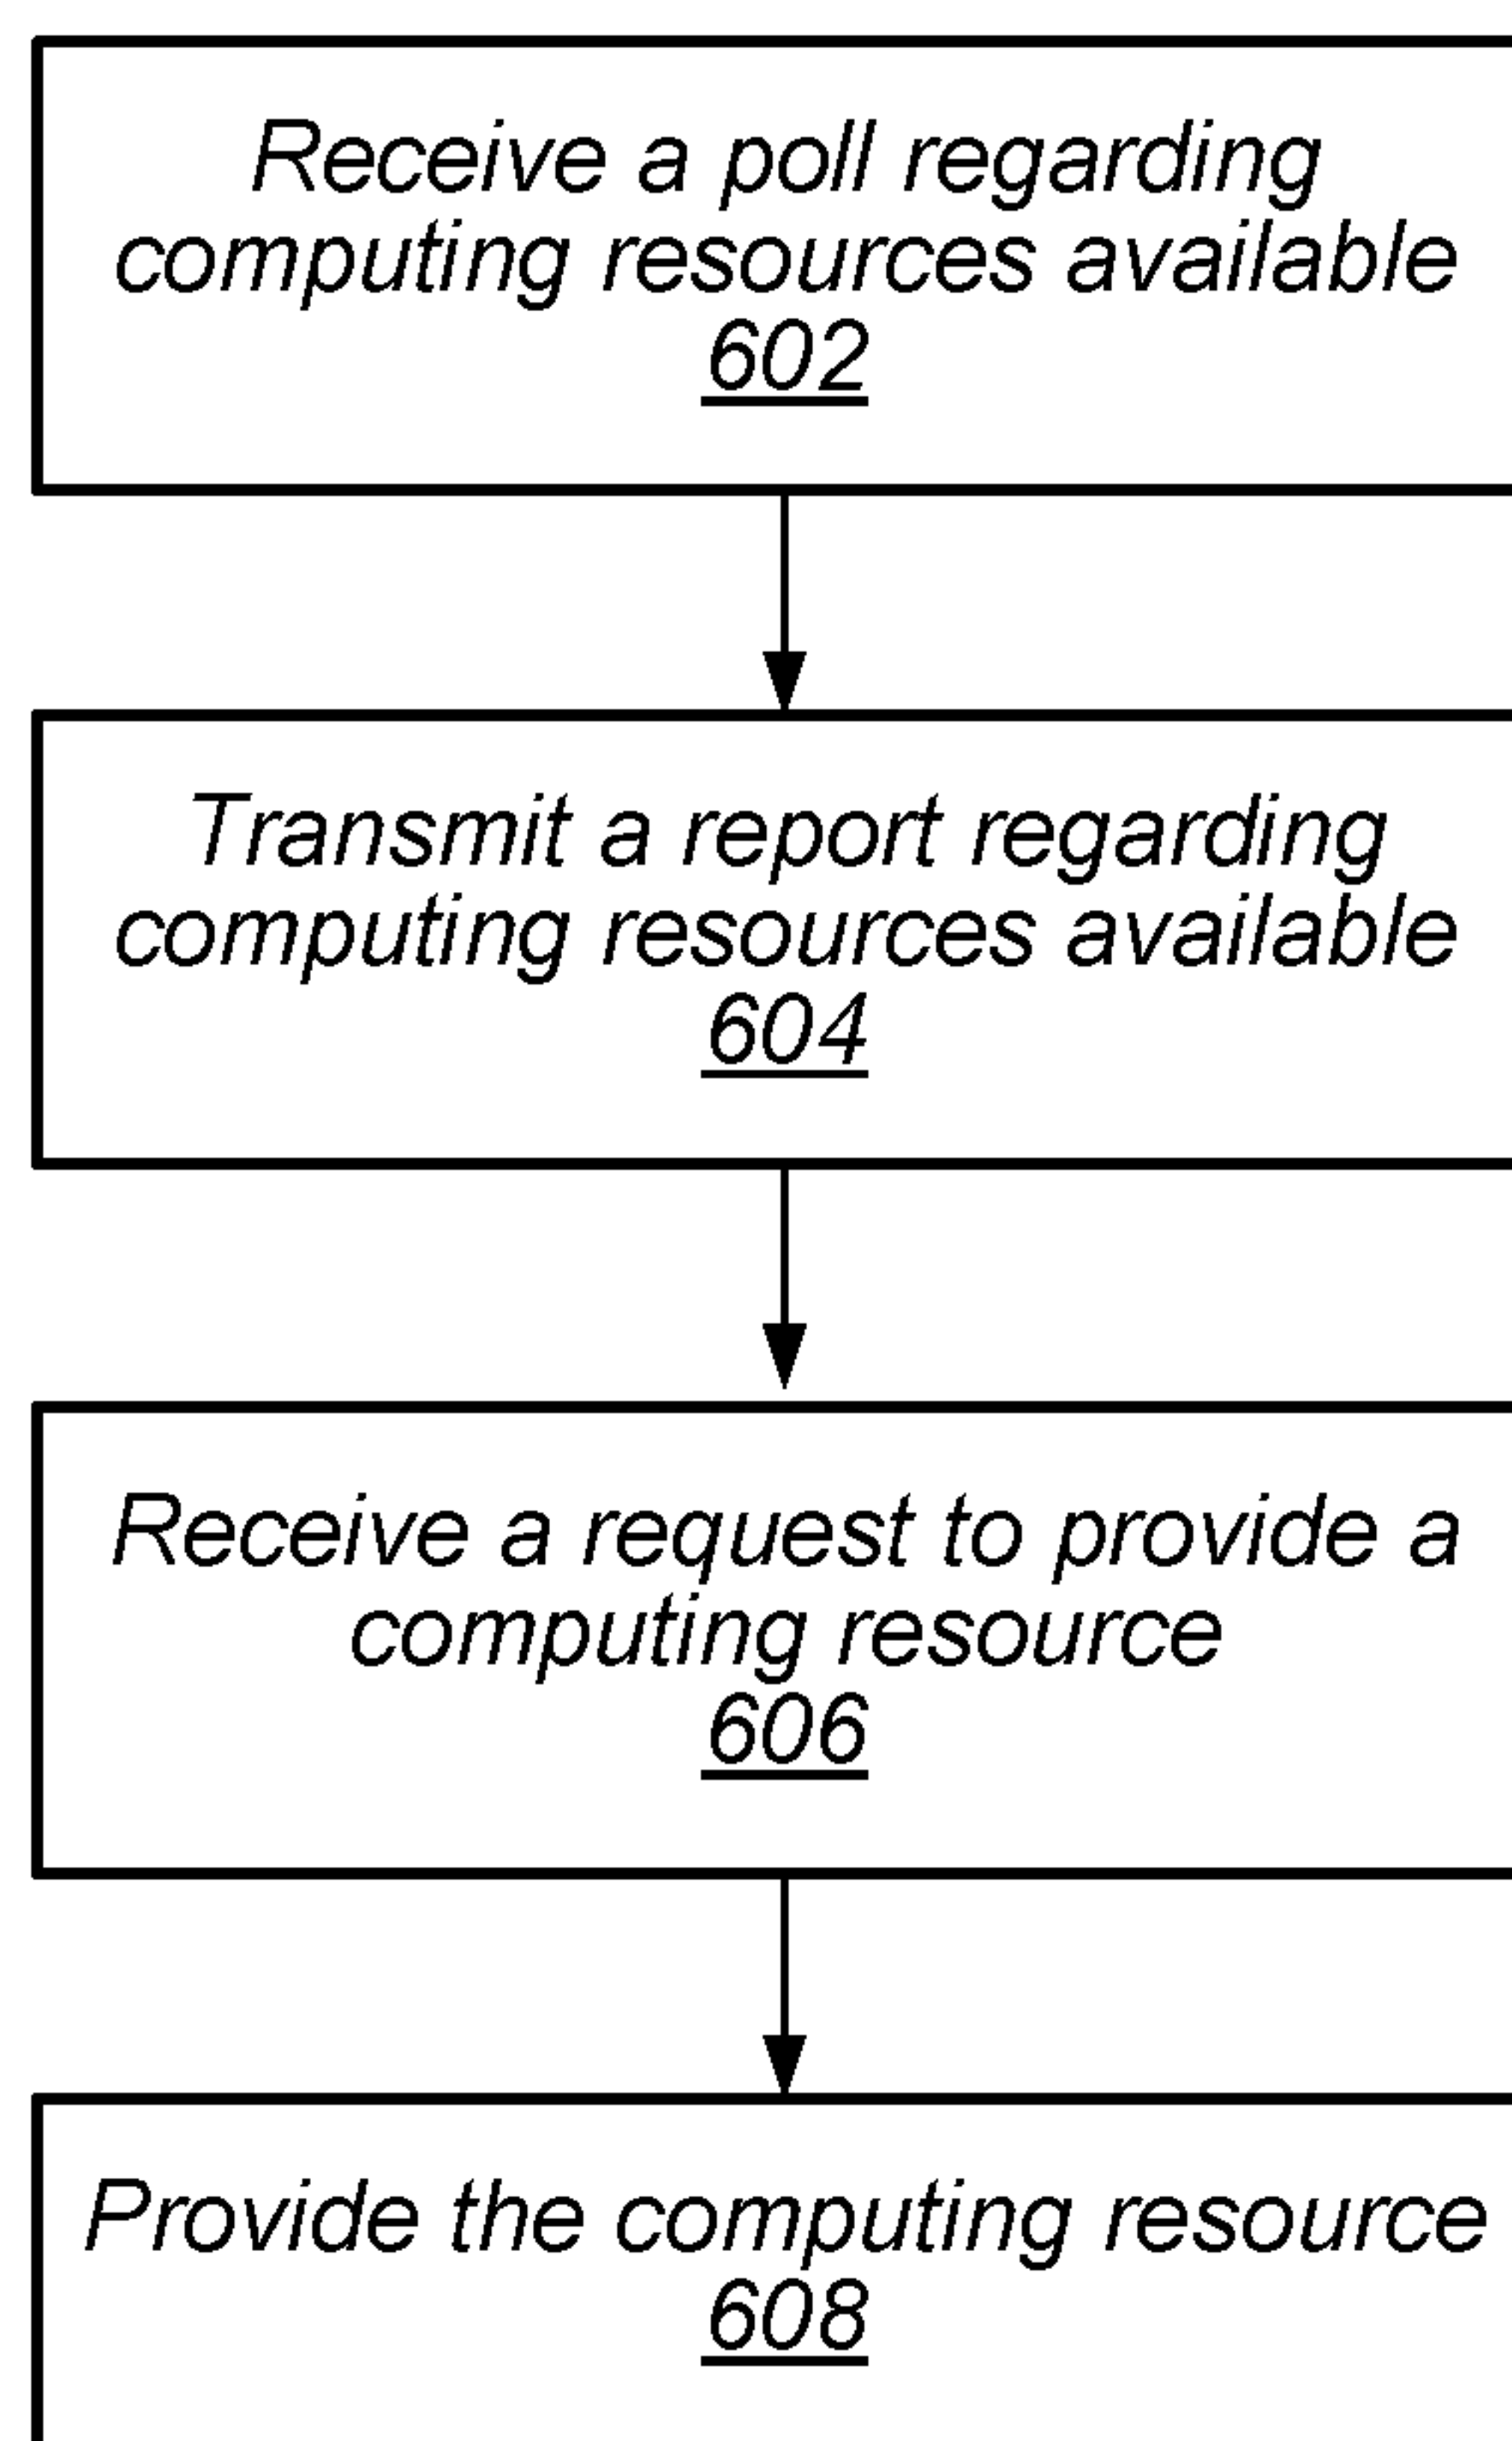 Receive a poll regarding
computing resources available
602
Transmit a report regarding
computing resources available
604
Receive a request to provide a
computing resource
606
Provide the computing resource
608